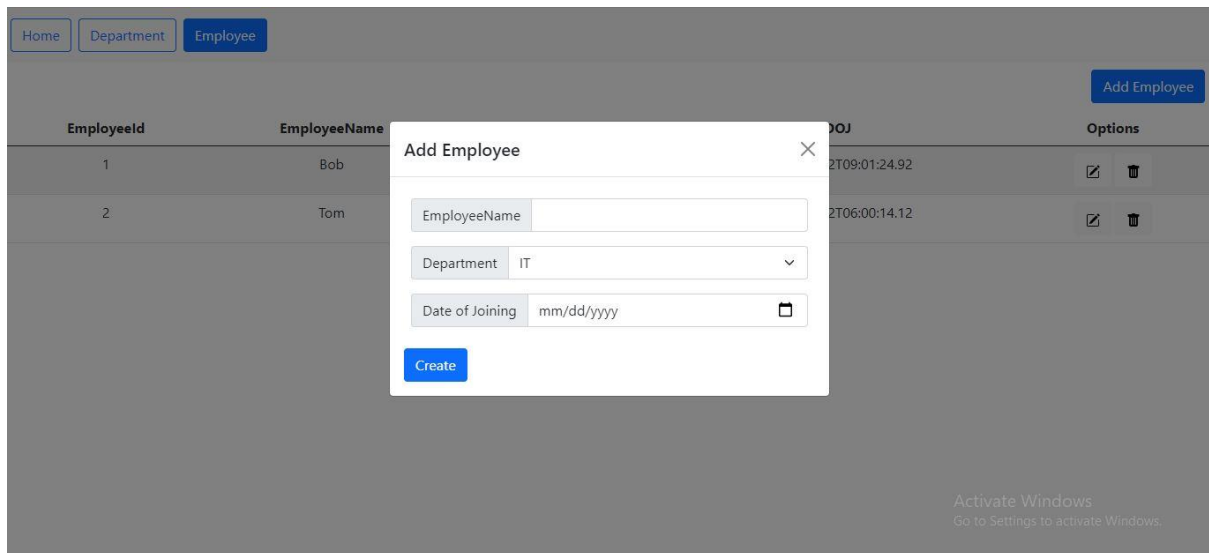 Home Department Employee
Add Employee
EmployeeId EmployeeName DOJ Options
1 Bob 2T09:01:24.92
2 Tom 2T06:00:14.12
Add Employee
EmployeeName
Department IT
Date of Joining mm/dd/yyyy
Create
Activate Windows
Go to Settings to activate Windows.